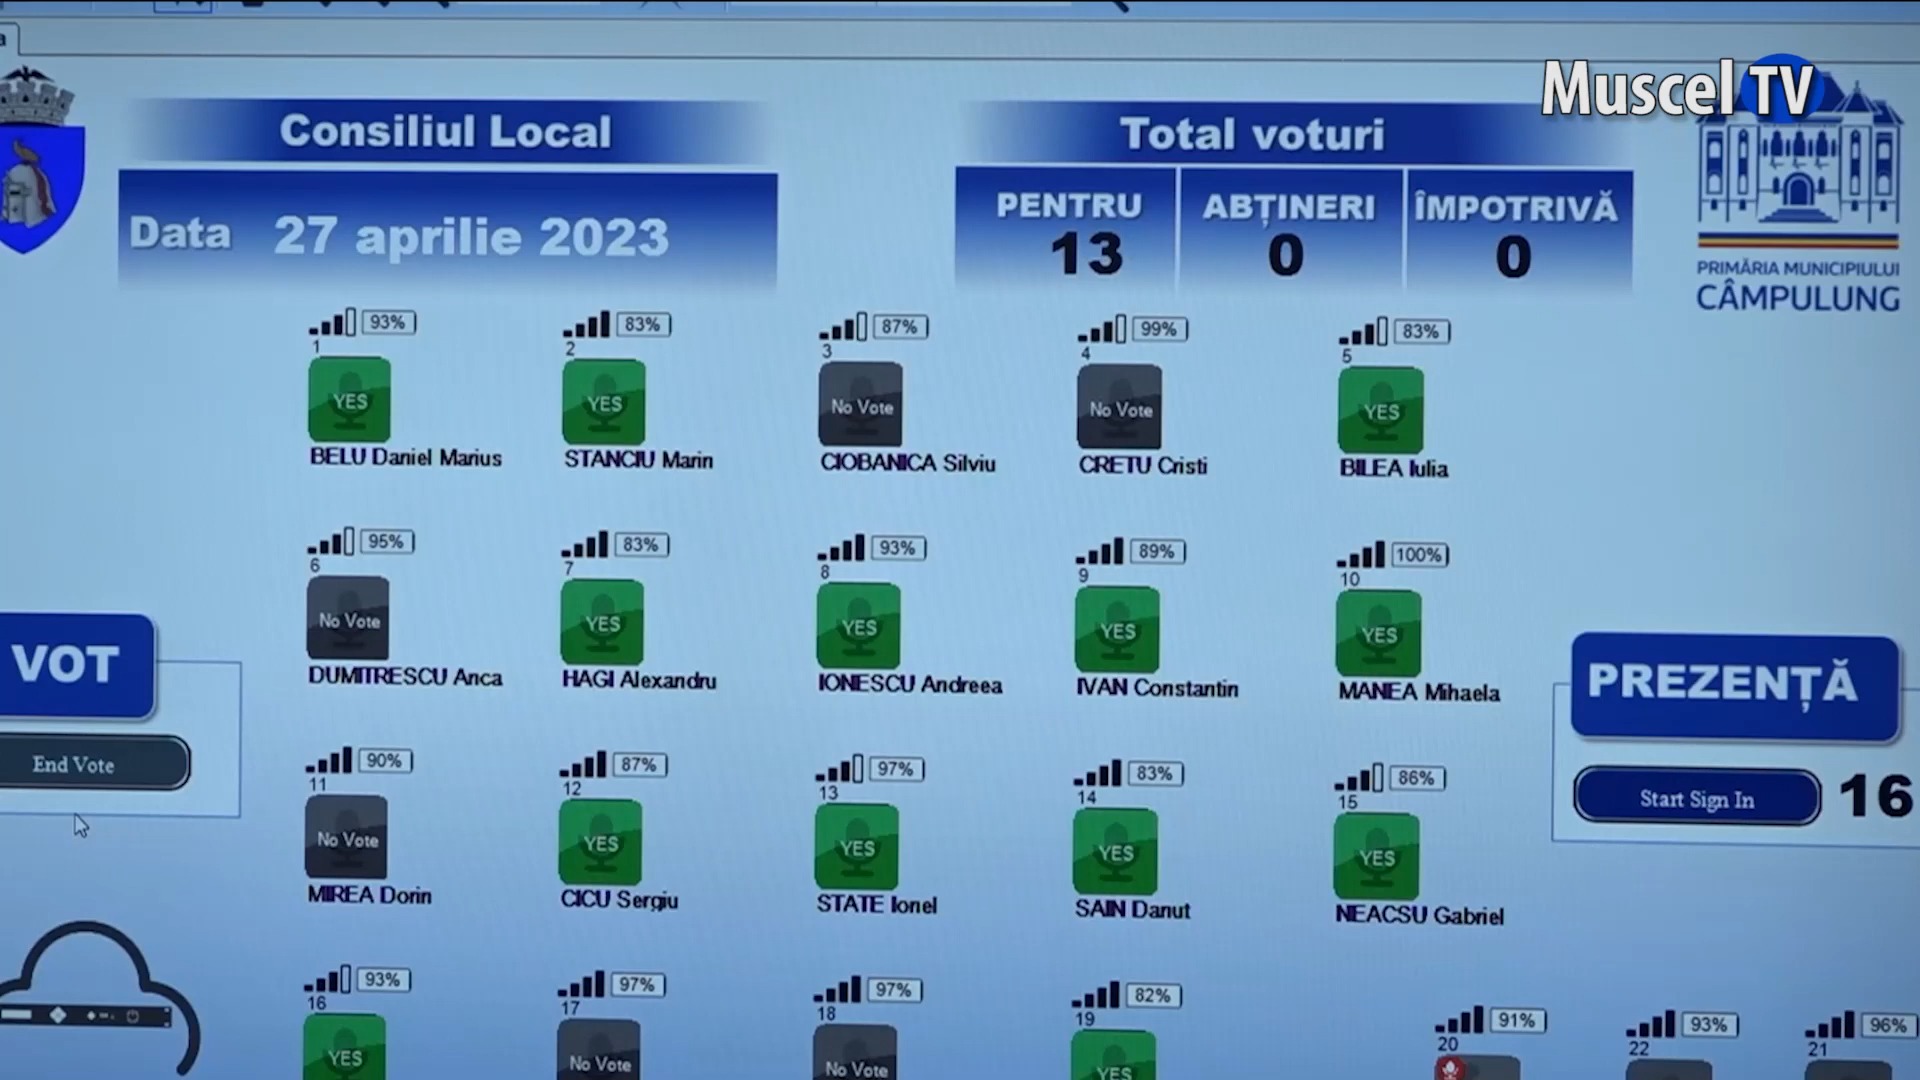 Muscel TV
Consiliul Local
Total voturi
Data 27 aprilie 2023
PENTRU ABȚINERI ÎMPOTRIVĂ
13 0 0
PRIMĂRIA MUNICIPIULUI
CÂMPULUNG
93% 83% 87% 99% 83%
1 2 3 4 5
YES YES No Vote No Vote YES
BELU Daniel Marius STANCIU Marin CIOBANICA Silviu CRETU Cristi BILEA Iulia
95% 83% 93% 89% 100%
6 7 8 9 10
No Vote YES YES YES YES
DUMITRESCU Anca HAGI Alexandru IONESCU Andreea IVAN Constantin MANEA Mihaela
VOT
End Vote
PREZENȚĂ
Start Sign In 16
90% 87% 97% 83% 86%
11 12 13 14 15
No Vote YES YES YES YES
MIREA Dorin CICU Sergiu STATE Ionel SAIN Danut NEACSU Gabriel
93% 97% 97% 82% 91% 93% 96%
16 17 18 19 20 22 21
YES No Vote No Vote YES